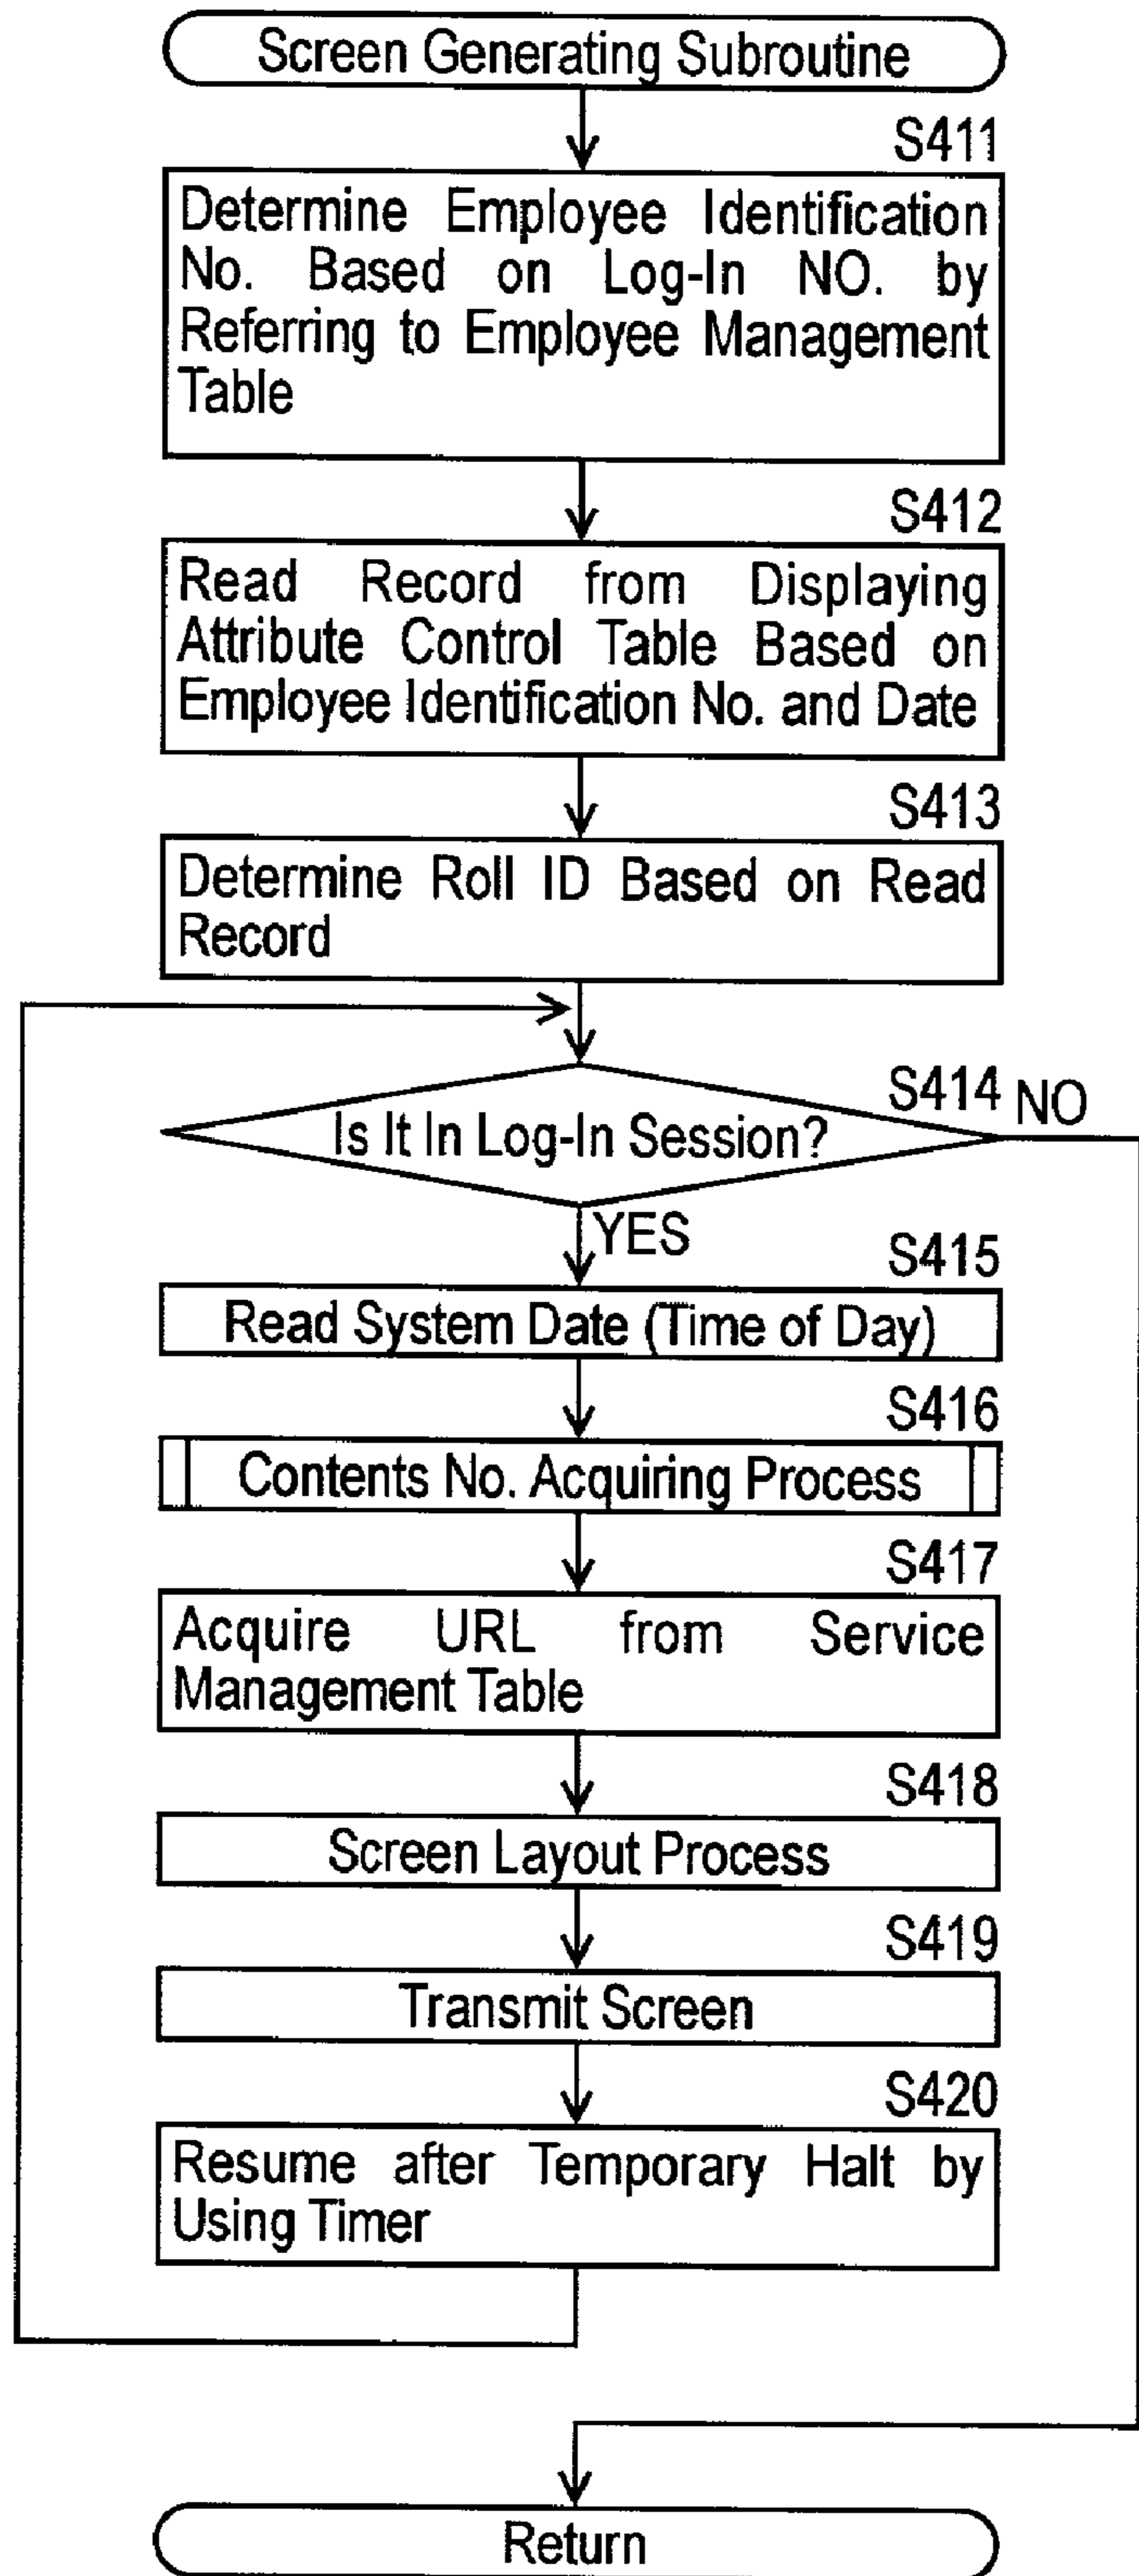 Screen Generating Subroutine
S411
Determine Employee Identification
No. Based on Log-In NO. by
Referring to Employee Management
Table
S412
Read Record from Displaying
Attribute Control Table Based on
Employee Identification No. and Date
S413
Determine Roll ID Based on Read
Record
S414 NO
Is It In Log-In Session?
YES
S415
Read System Date (Time of Day)
S416
Contents No. Acquiring Process
S417
Acquire URL from Service
Management Table
S418
Screen Layout Process
S419
Transmit Screen
S420
Resume after Temporary Halt by
Using Timer
Return